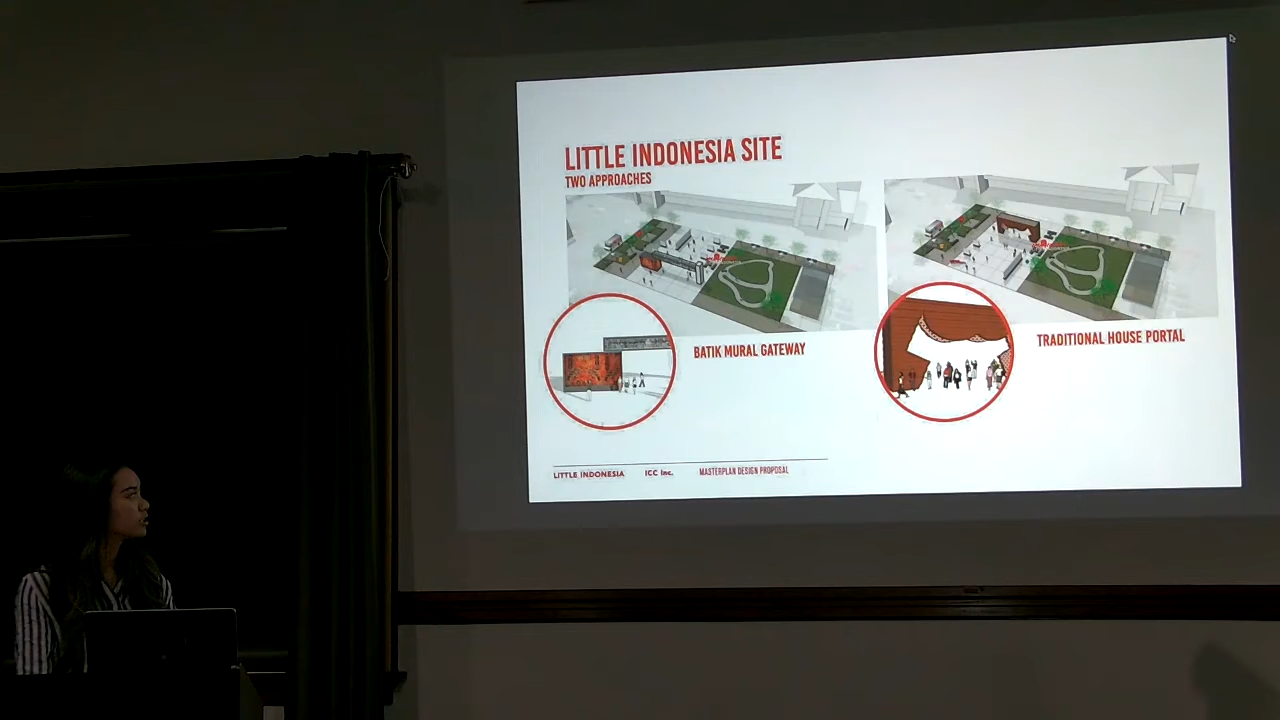 LITTLE INDONESIA SITE
TWO APPROACHES
BATIK MURAL GATEWAY
TRADITIONAL HOUSE PORTAL
LITTLE INDONESIA
ICC Inc.
MASTERPLAN DESIGN PROPOSAL